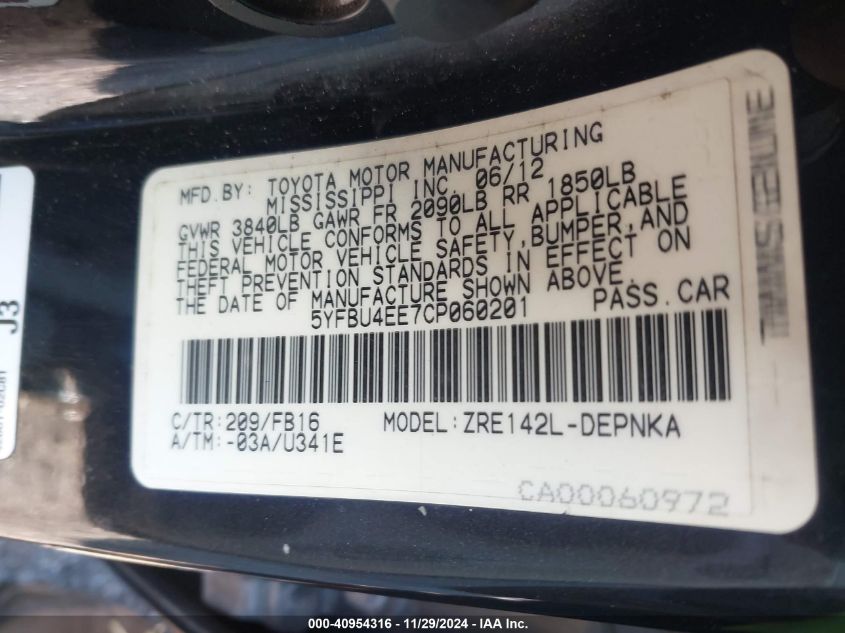 MFD.BY: TOYOTA MOTOR MANUFACTURING
MISSISSIPPI INC. 06/12
GVWR 3840LB GAWR FR 2090LB RR 1850LB
THIS VEHICLE CONFORMS TO ALL APPLICABLE
FEDERAL MOTOR VEHICLE SAFETY,BUMPER,AND
THEFT PREVENTION STANDARDS IN EFFECT ON
THE DATE OF MANUFACTURE SHOWN ABOVE.
5YFBU4EE7CP060201 PASS.CAR
C/TR:209/FB16 MODEL:ZRE142L-DEPNKA
A/TM:-03A/U341E
CA00060972
J3
000-40954316 - 11/29/2024 - IAAI.com